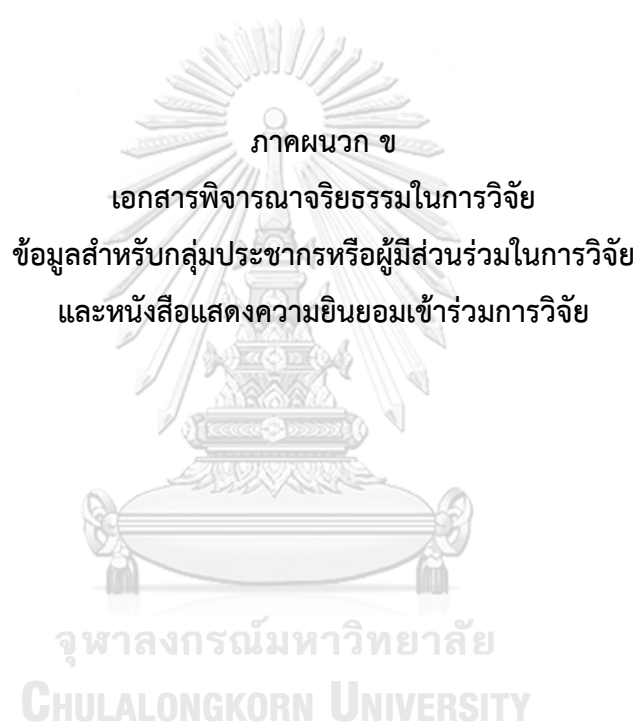 ภาคผนวก ข
เอกสารพิจารณาจริยธรรมในการวิจัย
ข้อมูลสำหรับกลุ่มประชากรหรือผู้มีส่วนร่วมในการวิจัย
และหนังสือแสดงความยินยอมเข้าร่วมการวิจัย
จุฬาลงกรณ์มหาวิทยาลัย
CHULALONGKORN UNIVERSITY